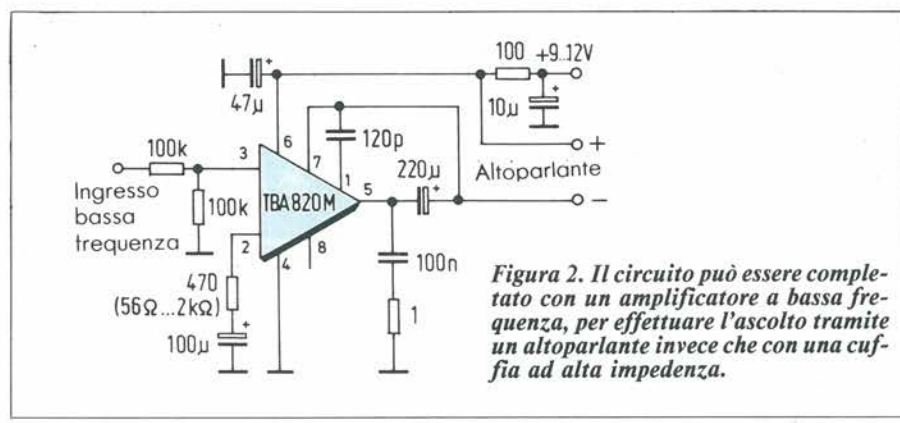 100
+9...12V
47µ
+
10µ
+
6
7
120p
+
100k
3
1
220µ
Altoparlante
5
+
−
Ingresso
bassa
trequenza
100k
TBA820M
2
4
8
100n
470
(56Ω...2kΩ)
1
100µ
+
Figura 2. Il circuito può essere comple-
tato con un amplificatore a bassa fre-
quenza, per effettuare l'ascolto tramite
un altoparlante invece che con una cuf-
fia ad alta impedenza.